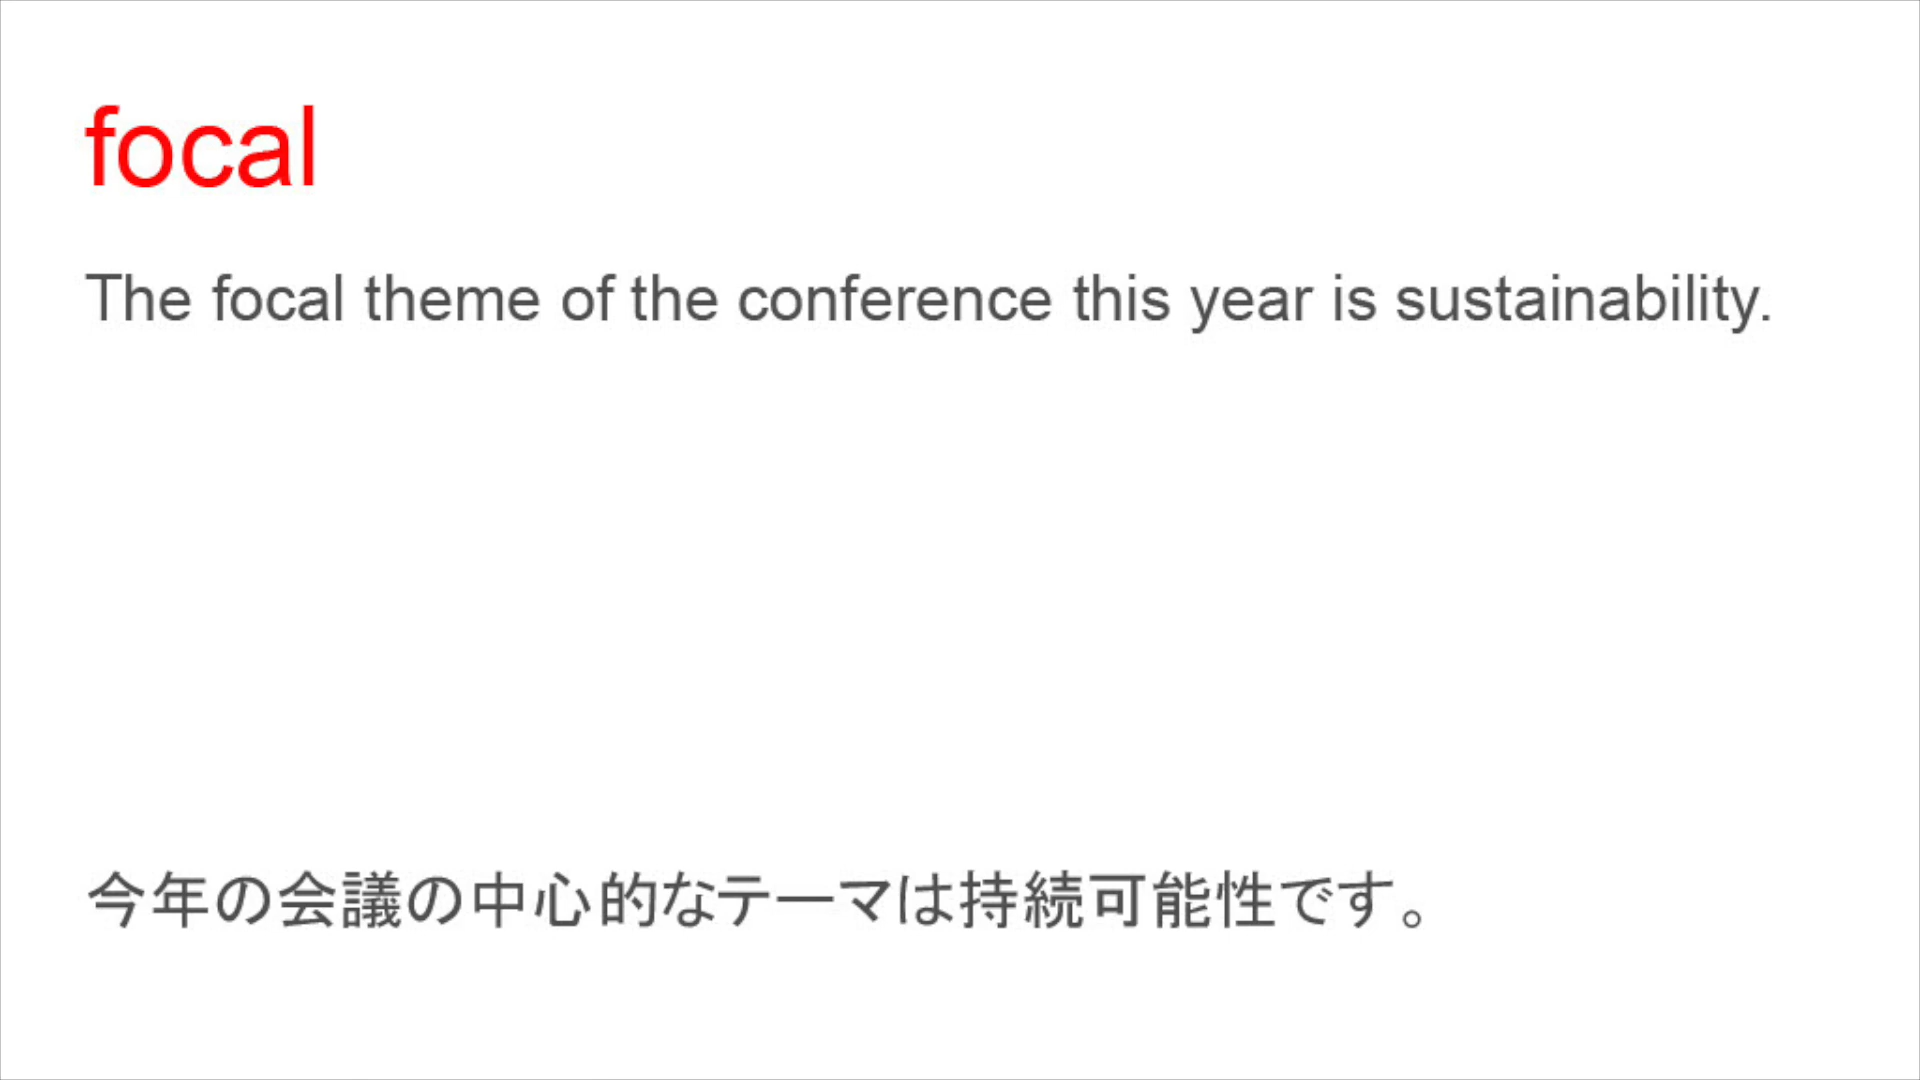 focal
The focal theme of the conference this year is sustainability.
今年の会議の中心的なテーマは持続可能性です。